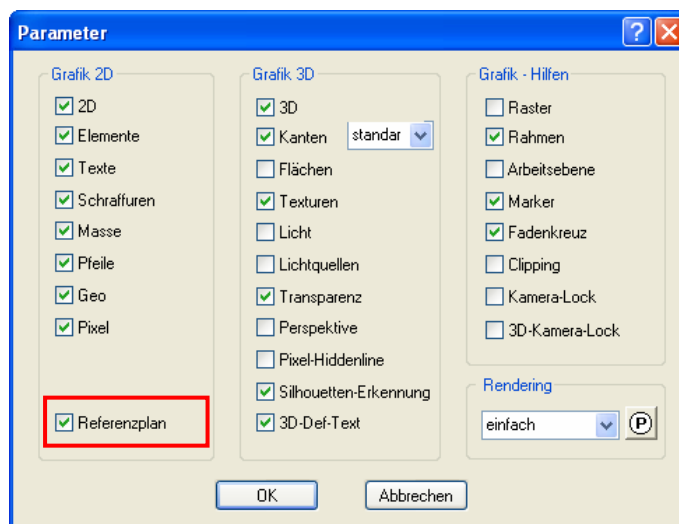 Parameter
Grafik 2D
2D
Elemente
Texte
Schraffuren
Masse
Pfeile
Geo
Pixel
Referenzplan
Grafik 3D
3D
Kanten standar
Flächen
Texturen
Licht
Lichtquellen
Transparenz
Perspektive
Pixel-Hiddenline
Silhouetten-Erkennung
3D-Def-Text
Grafik - Hilfen
Raster
Rahmen
Arbeitsebene
Marker
Fadenkreuz
Clipping
Kamera-Lock
3D-Kamera-Lock
Rendering
einfach P
OK Abbrechen